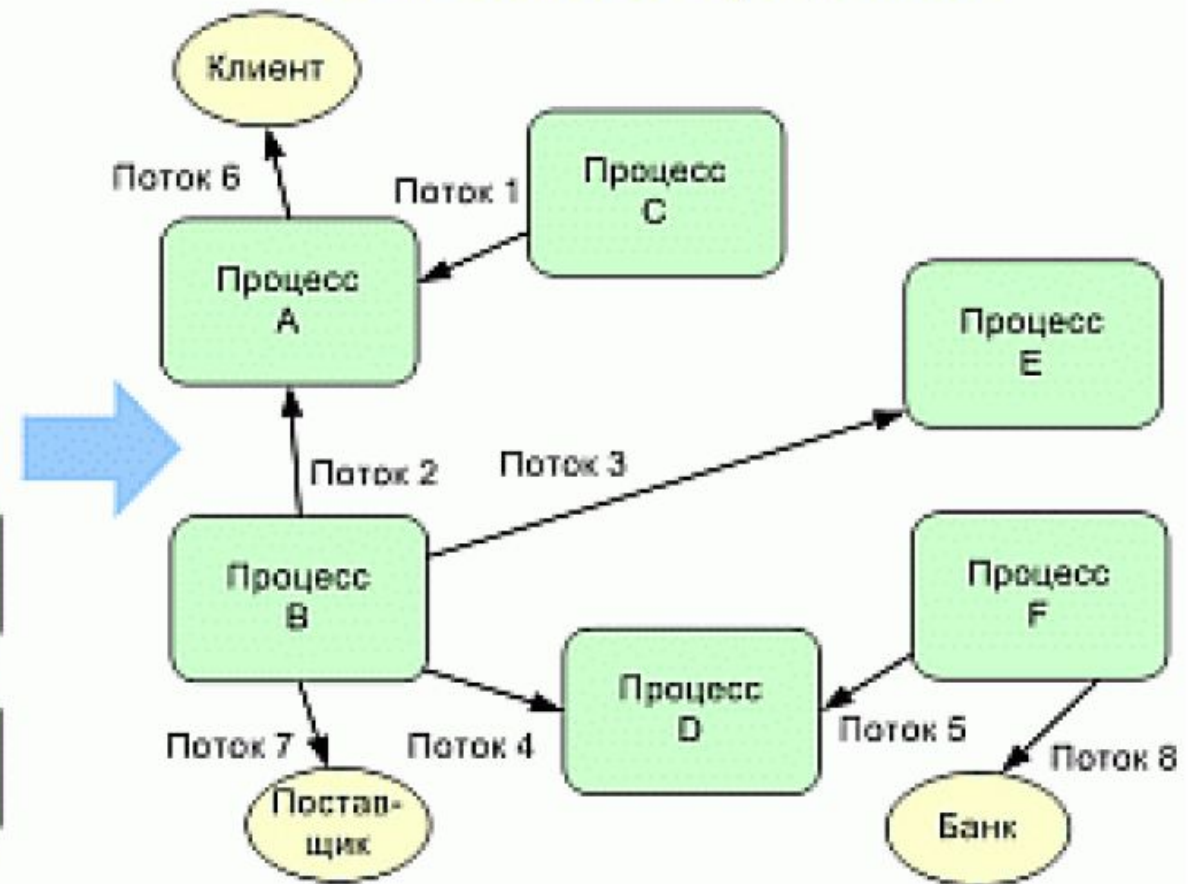 Клиент
Поток 6
Поток 1
Процесс
C
Процесс
A
Процесс
E
Поток 2
Поток 3
Процесс
B
Процесс
F
Процесс
D
Поток 7
Поток 4
Поток 5
Поток 8
Постав-
щик
Банк